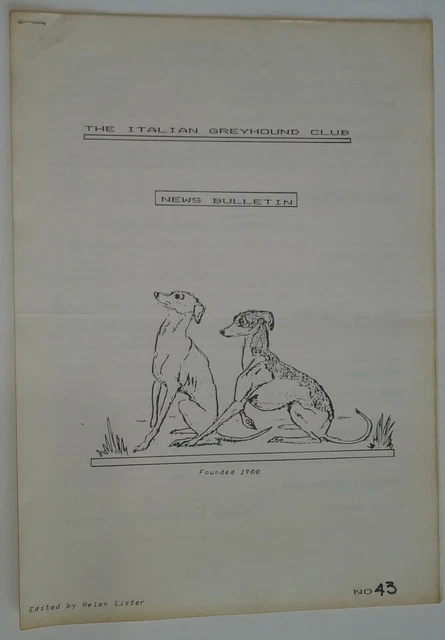 THE ITALIAN GREYHOUND CLUB
NEWS BULLETIN
Founded 1900
NO 43
Edited by Helen Lister